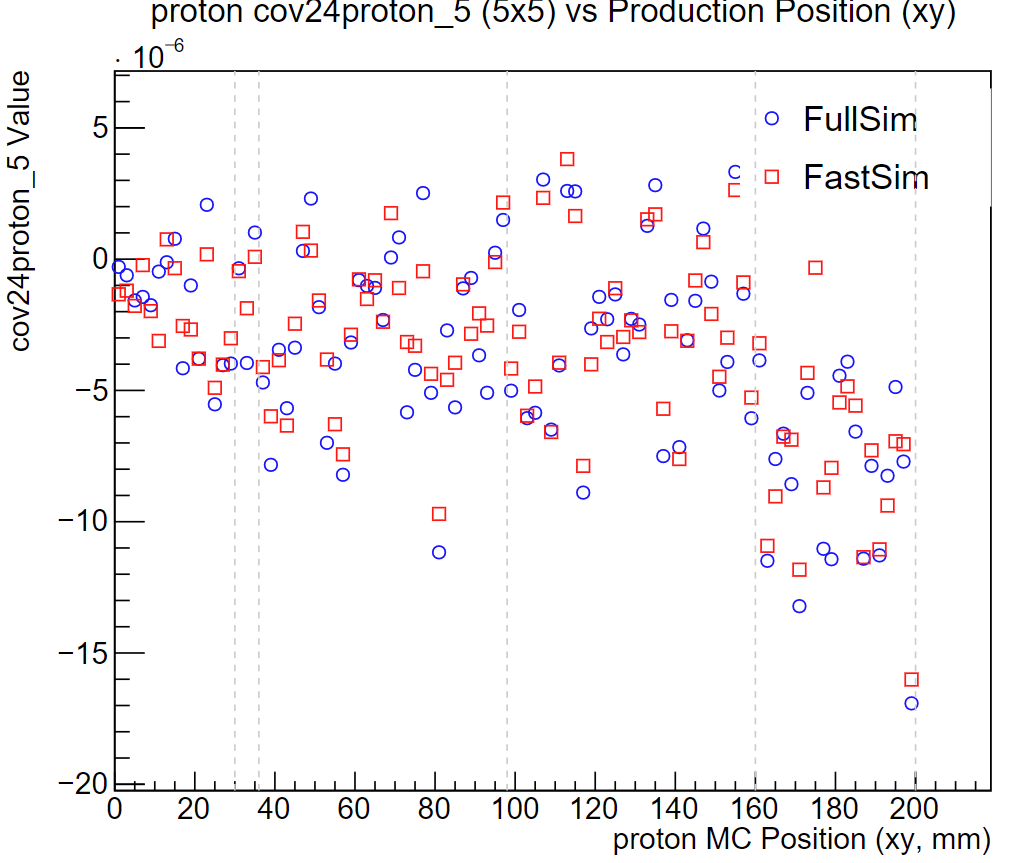 proton cov24proton_5 (5x5) vs Production Position (xy)
· 10−6
cov24proton_5 Value
5
0
−5
−10
−15
−20
FullSim
FastSim
0 20 40 60 80 100 120 140 160 180 200
proton MC Position (xy, mm)